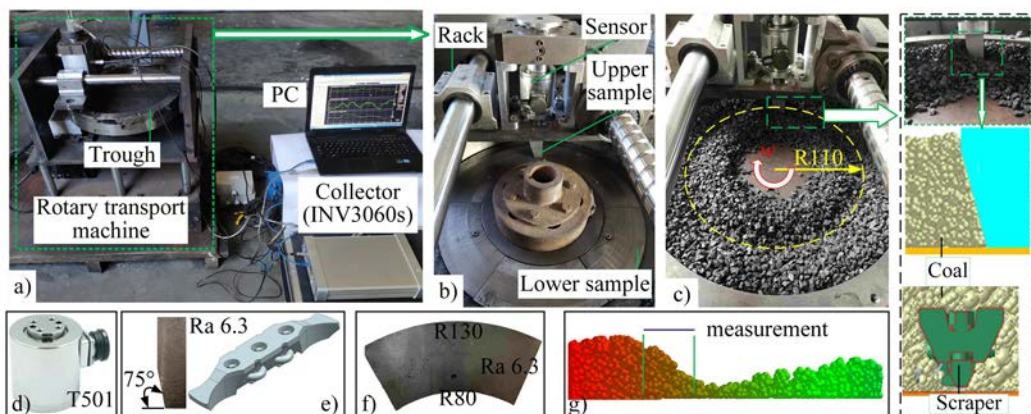 PC
Trough
Rotary transport
machine
Collector
(INV3060s)
a)
Rack
Sensor
Upper
sample
Lower sample
b)
w
R110
c)
Coal
Scraper
d)
T501
Ra 6.3
75°
e)
R130
Ra 6.3
R80
f)
measurement
g)